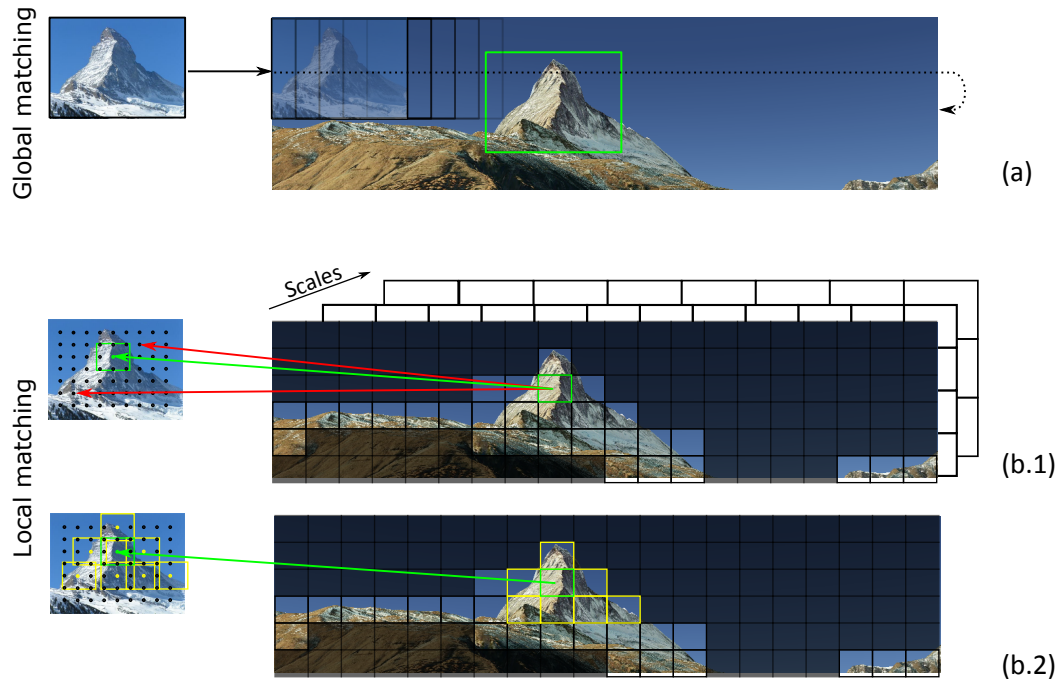 Global matching
(a)
Scales
Local matching
(b.1)
(b.2)